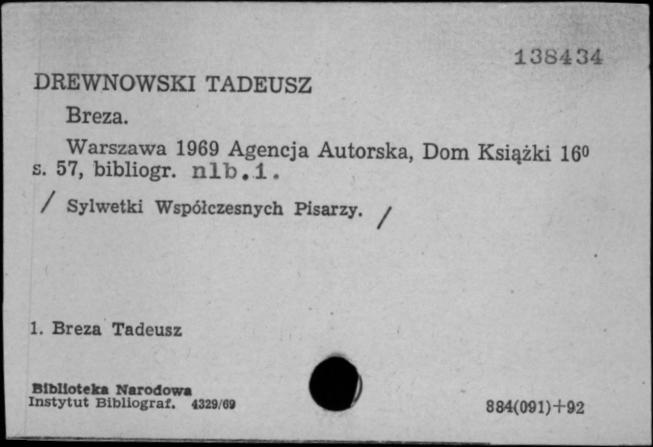 138434
DREWNOWSKI TADEUSZ
Breza.
Warszawa 1969 Agencja Autorska, Dom Książki 16⁰
s. 57, bibliogr. nlb.1.
/ Sylwetki Współczesnych Pisarzy. /
1. Breza Tadeusz
Biblioteka Narodowa
Instytut Bibliograf. 4329/69
884(091)+92